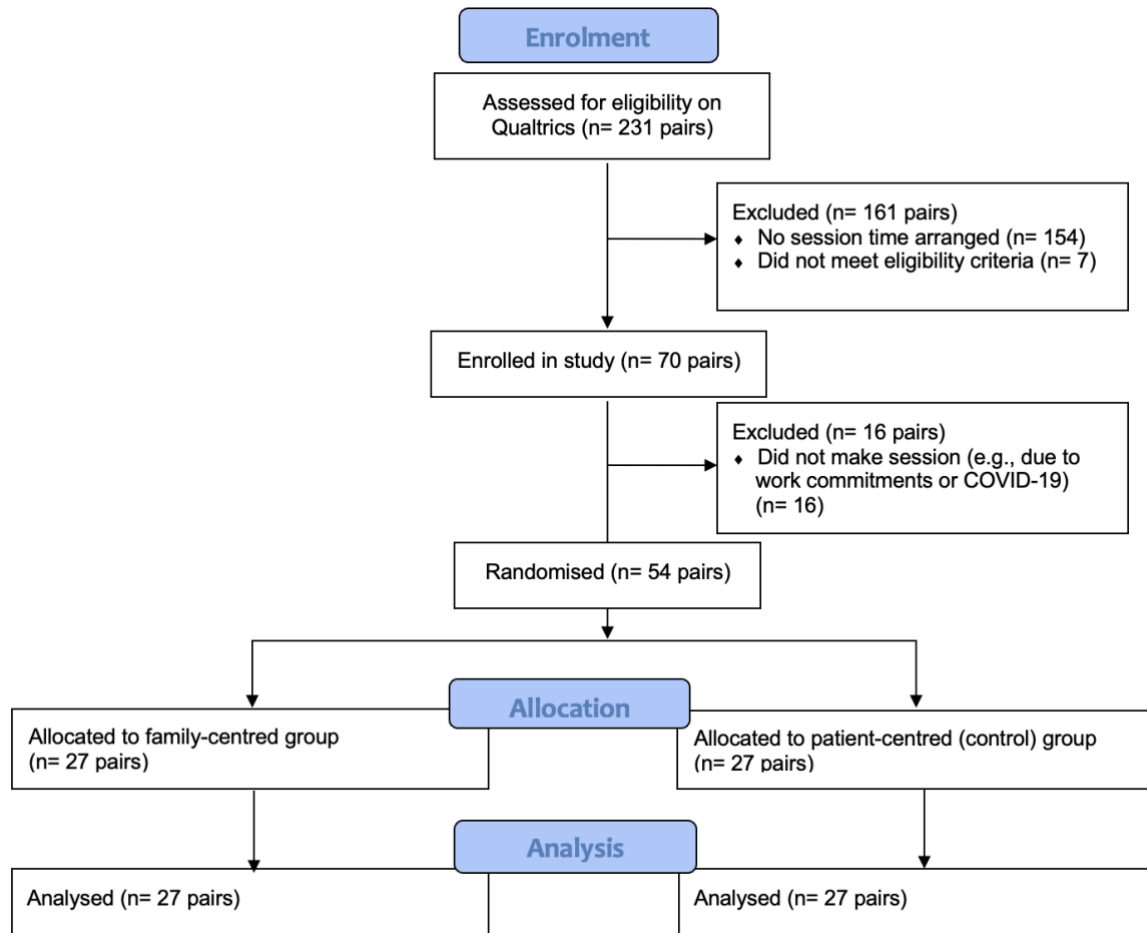 Enrolment
Assessed for eligibility on
Qualtrics (n= 231 pairs)
Excluded (n= 161 pairs)
♦ No session time arranged (n= 154)
♦ Did not meet eligibility criteria (n= 7)
Enrolled in study (n= 70 pairs)
Excluded (n= 16 pairs)
♦ Did not make session (e.g., due to
work commitments or COVID-19)
(n= 16)
Randomised (n= 54 pairs)
Allocation
Allocated to family-centred group
(n= 27 pairs)
Allocated to patient-centred (control) group
(n= 27 pairs)
Analysis
Analysed (n= 27 pairs)
Analysed (n= 27 pairs)